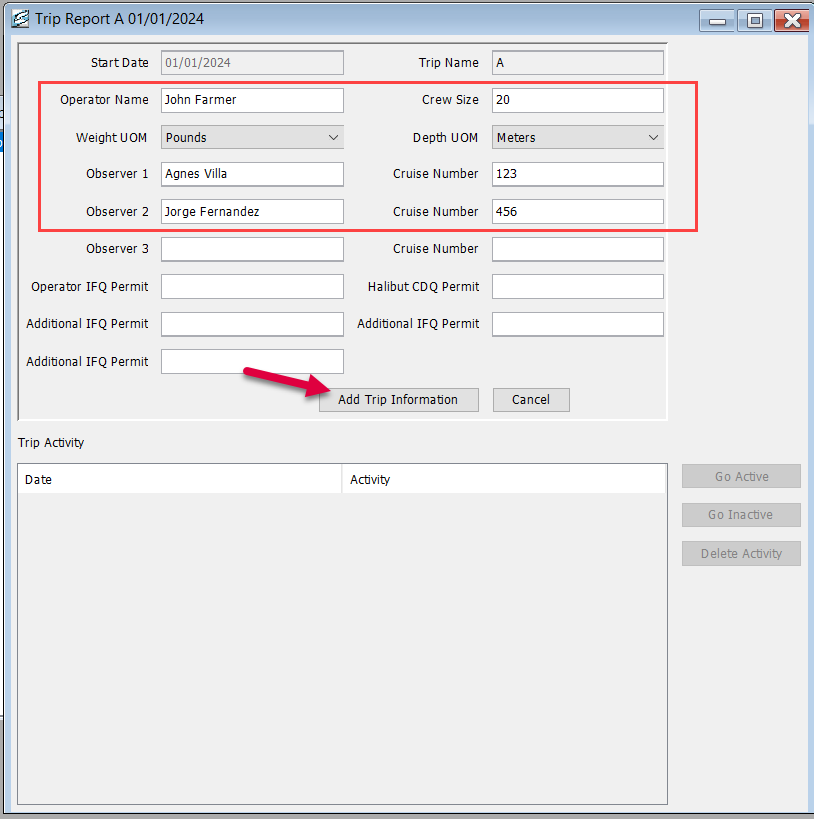 Trip Report A 01/01/2024
Start Date 01/01/2024 Trip Name A
Operator Name John Farmer Crew Size 20
Weight UOM Pounds Depth UOM Meters
Observer 1 Agnes Villa Cruise Number 123
Observer 2 Jorge Fernandez Cruise Number 456
Observer 3 Cruise Number
Operator IFQ Permit Halibut CDQ Permit
Additional IFQ Permit Additional IFQ Permit
Additional IFQ Permit
Add Trip Information Cancel
Trip Activity
Date Activity
Go Active
Go Inactive
Delete Activity